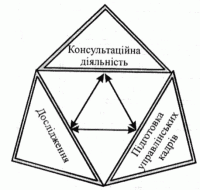 Консультаційна
діяльність
Дослідження
Підготовка
управлінських
кадрів